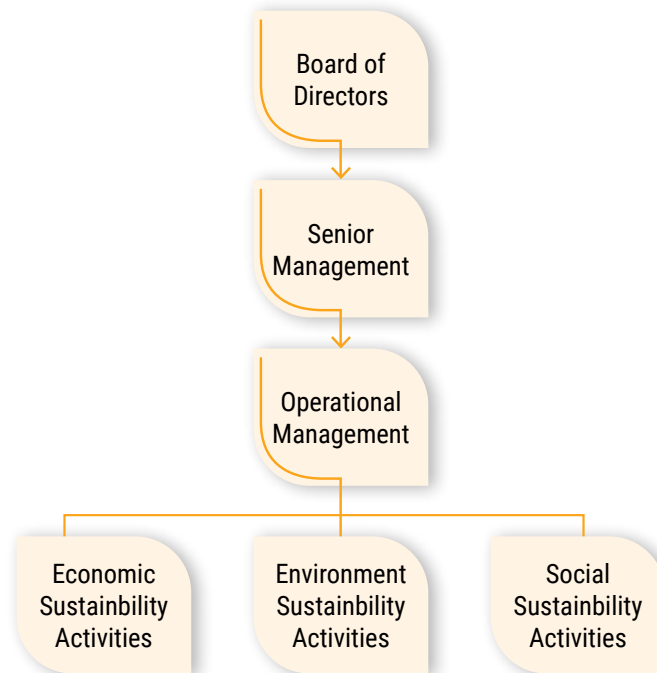 Board of
Directors
Senior
Management
Operational
Management
Economic
Sustainbility
Activities
Environment
Sustainbility
Activities
Social
Sustainbility
Activities